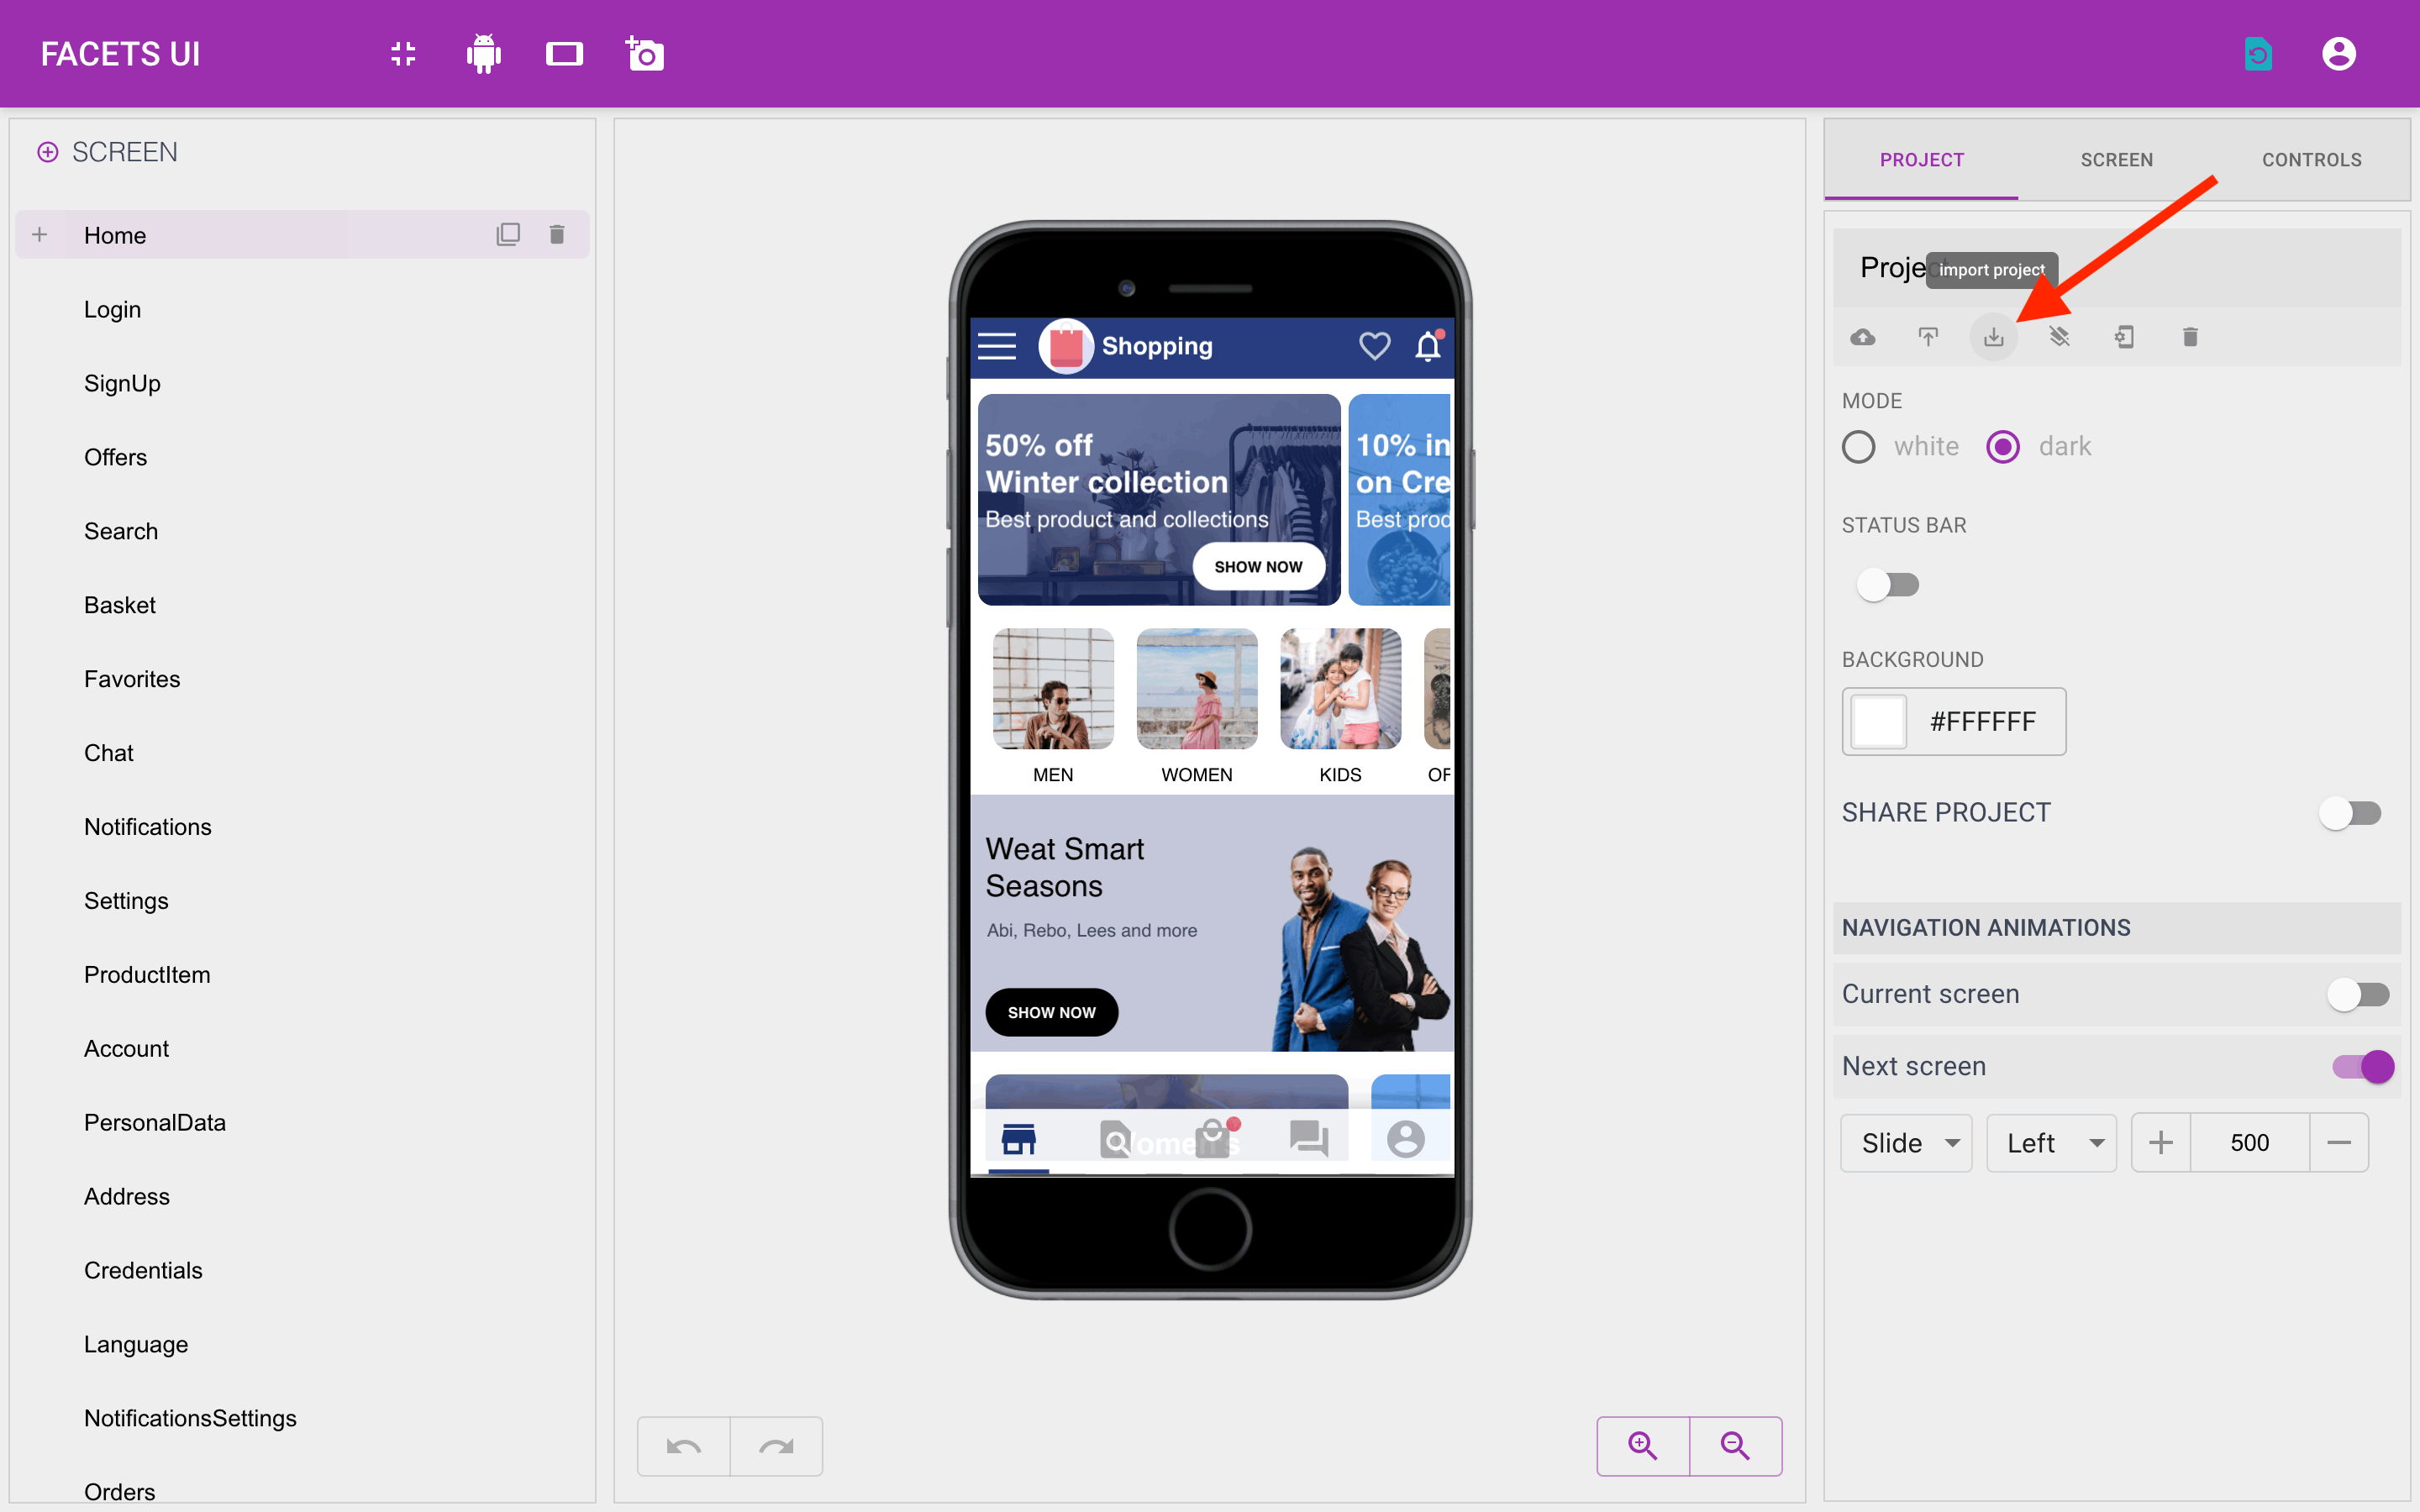 FACETS UI
SCREEN
Home
Login
SignUp
Offers
Search
Basket
Favorites
Chat
Notifications
Settings
ProductItem
Account
PersonalData
Address
Credentials
Language
NotificationsSettings
Orders
Shopping
50% off
Winter collection
Best product and collections
SHOW NOW
10% in
on Cre
Best prod
MEN
WOMEN
KIDS
OF
Weat Smart
Seasons
Abi, Rebo, Lees and more
SHOW NOW
Women's
PROJECT
SCREEN
CONTROLS
Projec
import project
MODE
white
dark
STATUS BAR
BACKGROUND
#FFFFFF
SHARE PROJECT
NAVIGATION ANIMATIONS
Current screen
Next screen
Slide
Left
500